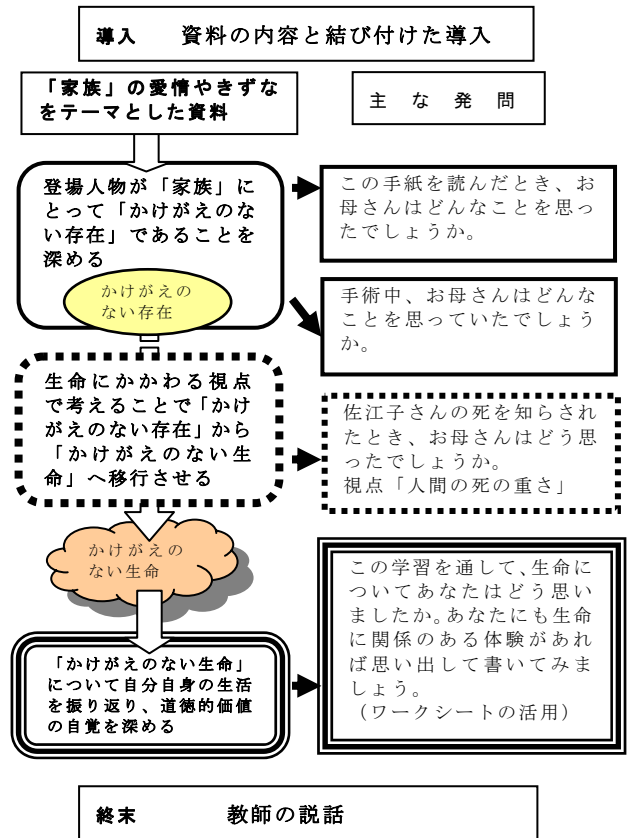 導入　資料の内容と結び付けた導入
「家族」の愛情やきずな
をテーマとした資料
主な発問
登場人物が「家族」に
とって「かけがえのな
い存在」であることを
深める
かけがえの
ない存在
この手紙を読んだとき、お
母さんはどんなことを思っ
たでしょうか。
手術中、お母さんはどんな
ことを思っていたでしょう
か。
生命にかかわる視点
で考えることで「かけ
がえのない存在」から
「かけがえのない生
命」へ移行させる
佐江子さんの死を知らされ
たとき、お母さんはどう思
ったでしょうか。
視点「人間の死の重さ」
かけがえの
ない生命
「かけがえのない生命」
について自分自身の生活
を振り返り、道徳的価値
の自覚を深める
この学習を通して、生命に
ついてあなたはどう思い
ましたか。あなたにも生命
に関係のある体験があれ
ば思い出して書いてみま
しょう。
（ワークシートの活用）
終末　教師の説話